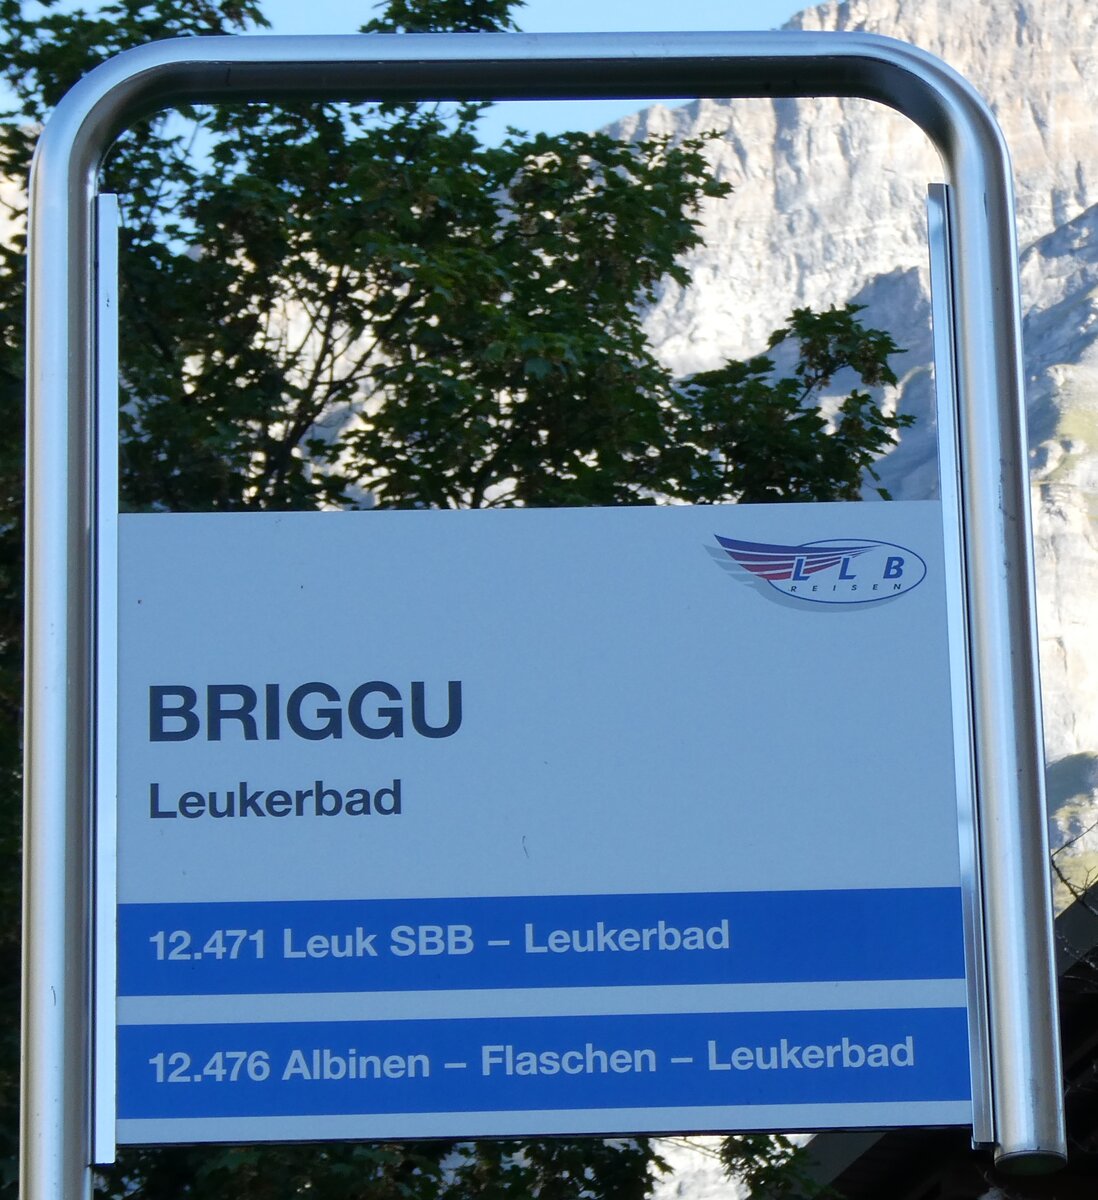 LLB
REISEN
BRIGGU
Leukerbad
12.471 Leuk SBB – Leukerbad
12.476 Albinen – Flaschen – Leukerbad